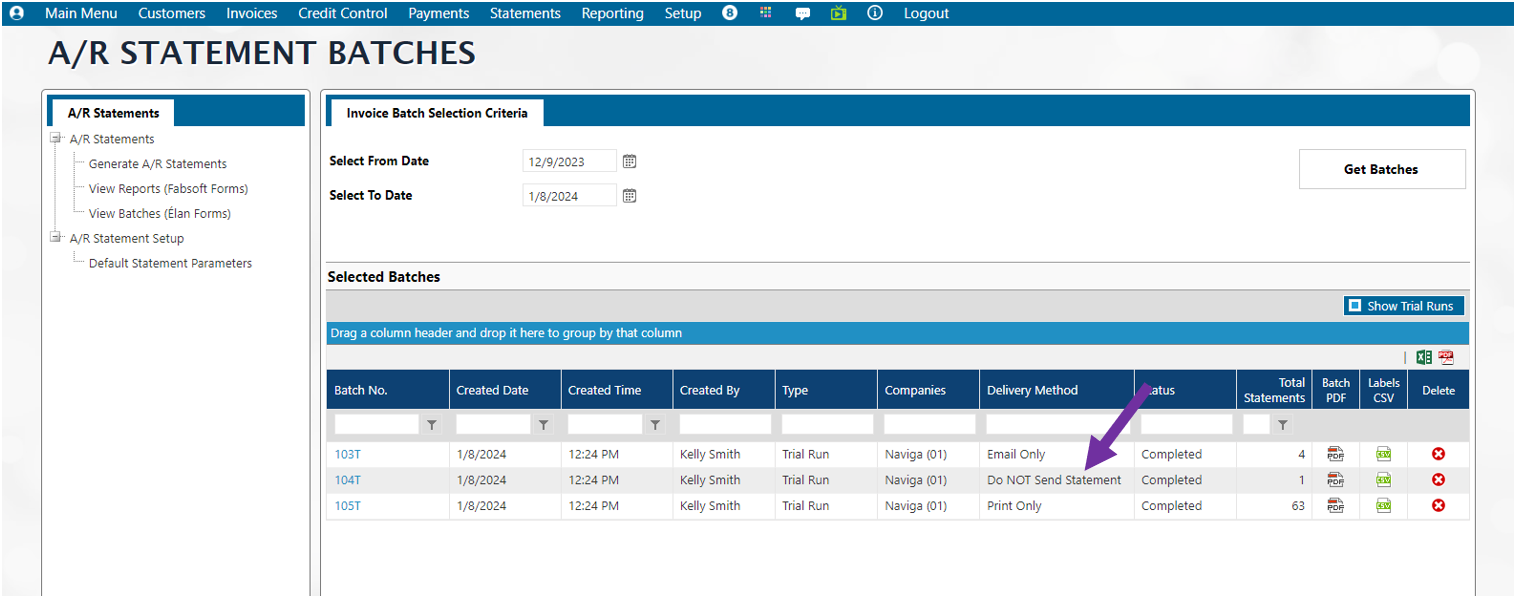 Main Menu Customers Invoices Credit Control Payments Statements Reporting Setup 8 Logout
A/R STATEMENT BATCHES
A/R Statements
A/R Statements
Generate A/R Statements
View Reports (Fabsoft Forms)
View Batches (Élan Forms)
A/R Statement Setup
Default Statement Parameters
Invoice Batch Selection Criteria
Select From Date 12/9/2023
Get Batches
Select To Date 1/8/2024
Selected Batches
Show Trial Runs
Drag a column header and drop it here to group by that column
Batch No. Created Date Created Time Created By Type Companies Delivery Method tatus Total Statements Batch PDF Labels CSV Delete
103T 1/8/2024 12:24 PM Kelly Smith Trial Run Naviga (01) Email Only Completed 4 PDF CSV
104T 1/8/2024 12:24 PM Kelly Smith Trial Run Naviga (01) Do NOT Send Statement Completed 1 PDF CSV
105T 1/8/2024 12:24 PM Kelly Smith Trial Run Naviga (01) Print Only Completed 63 PDF CSV